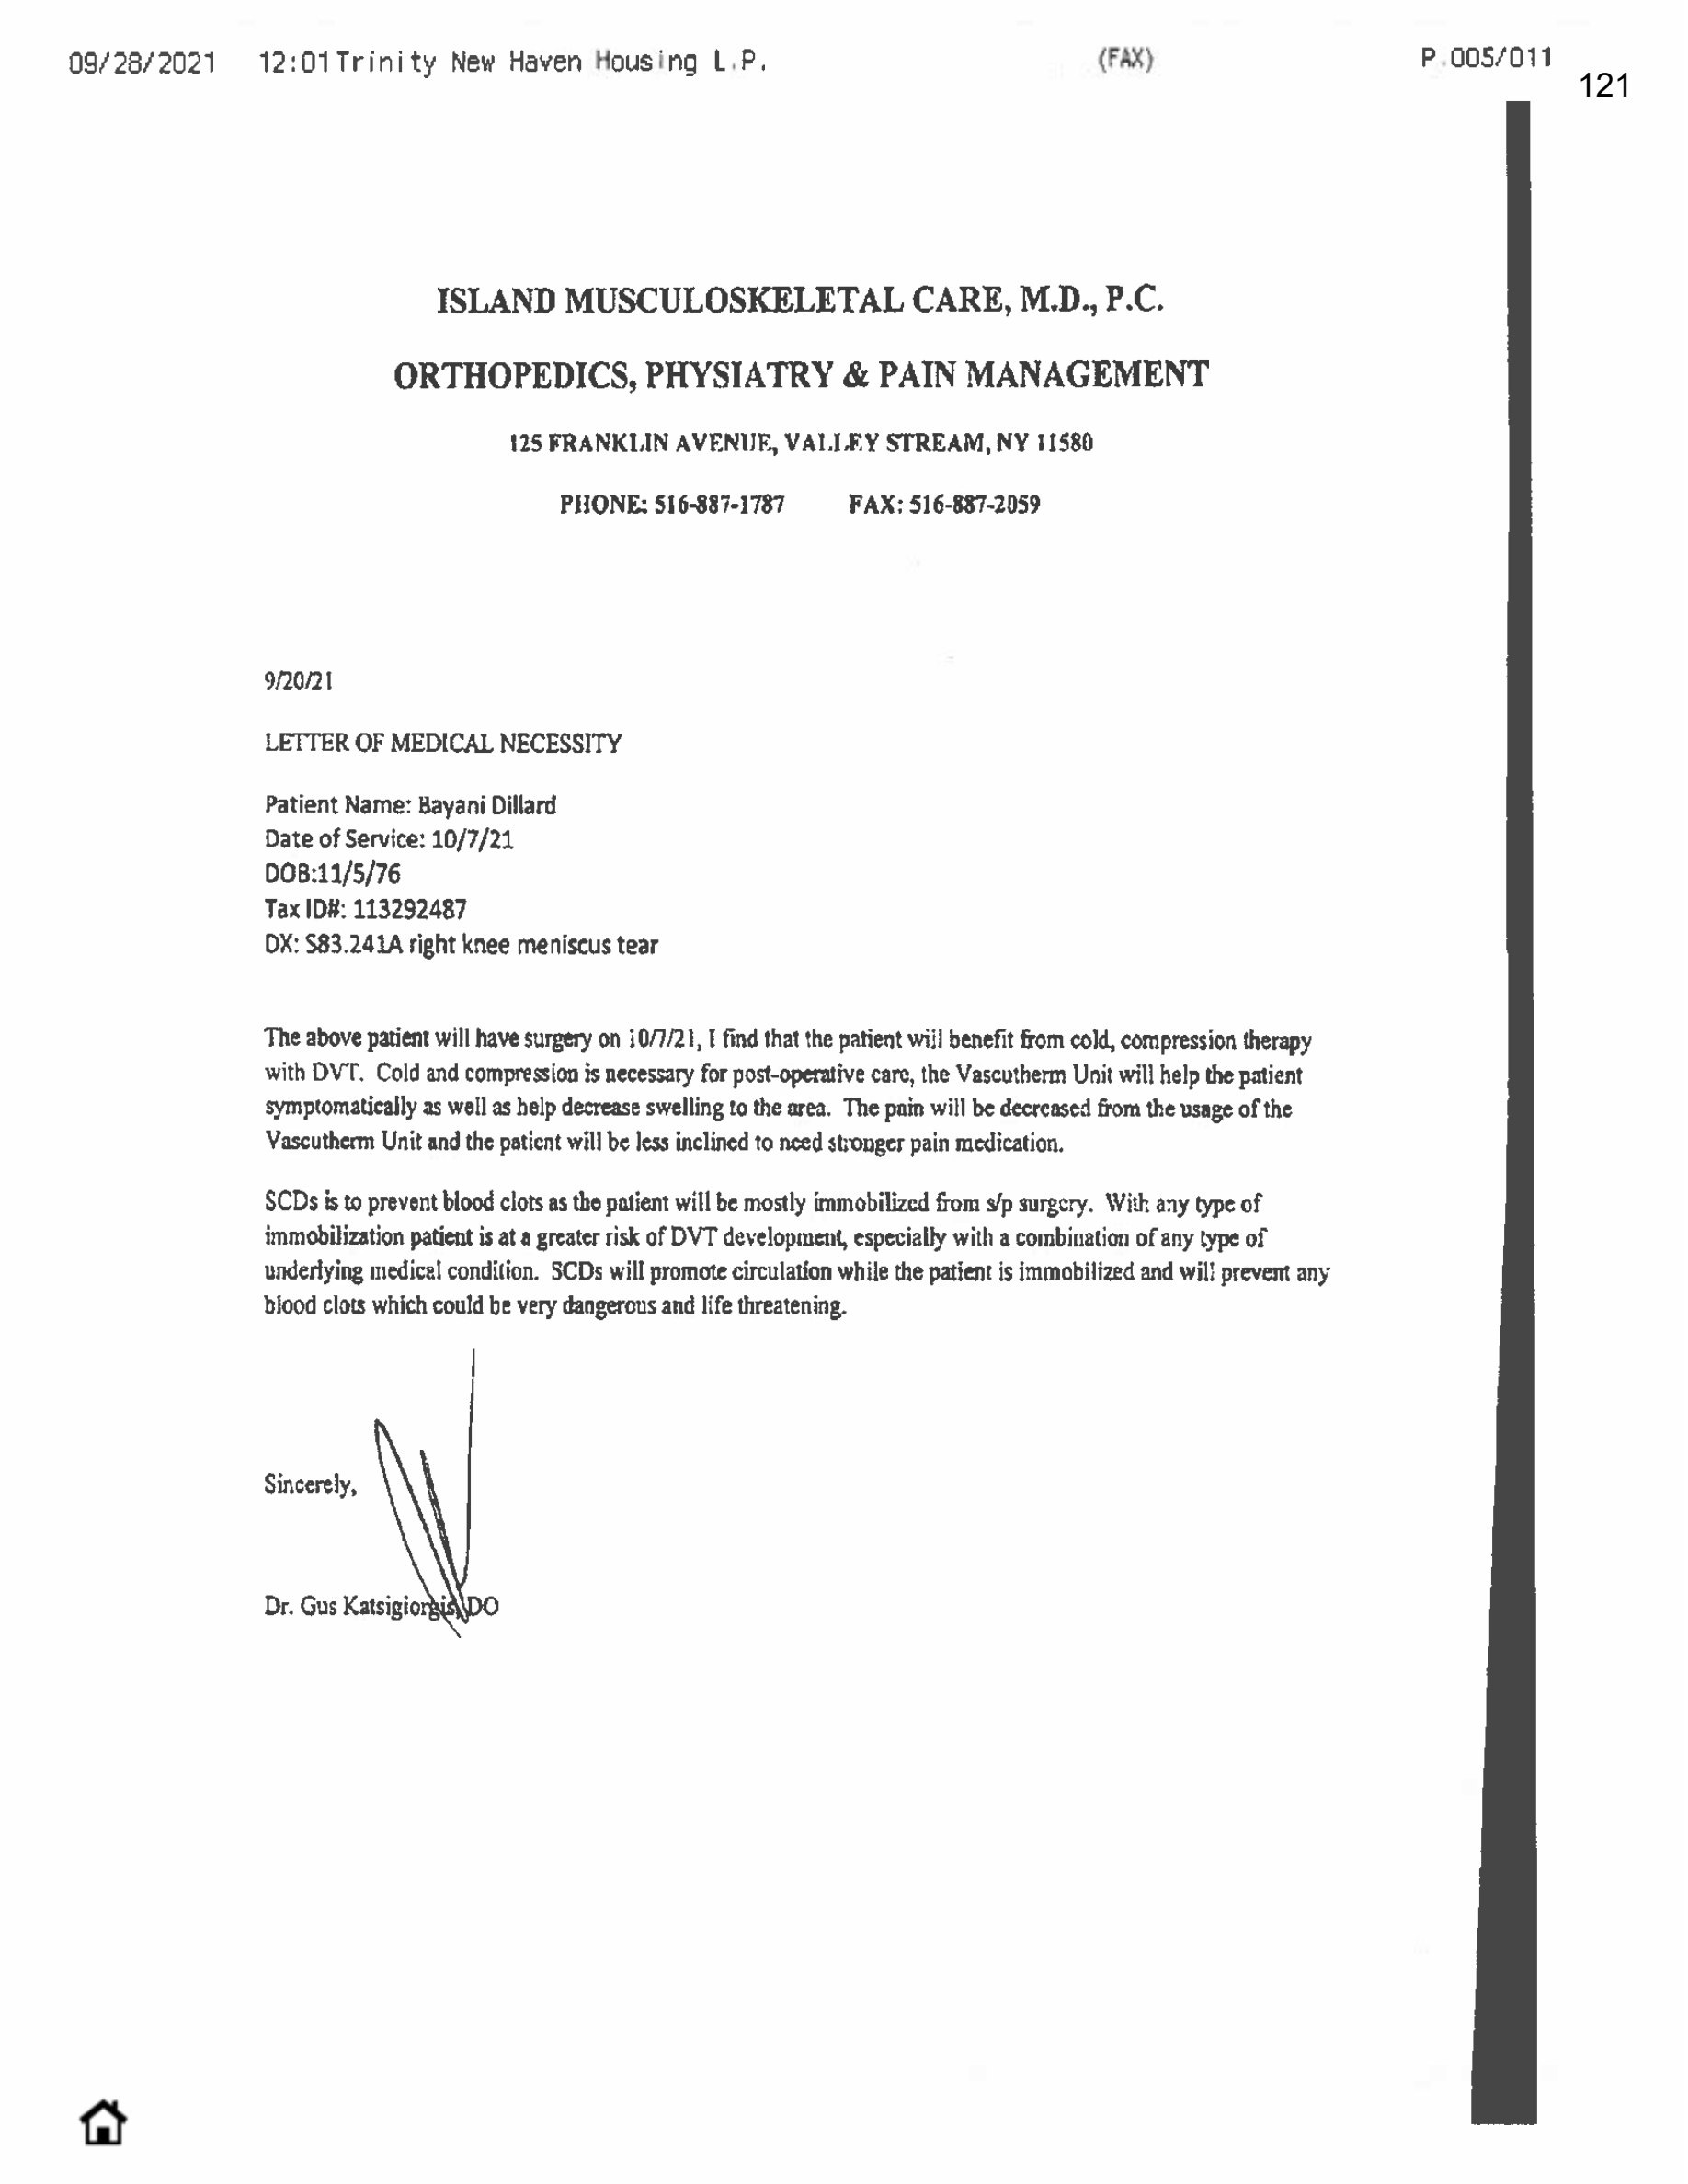 09/28/2021 12:01 Trinity New Haven Housing L.P. (FAX) P.005/011
121
ISLAND MUSCULOSKELETAL CARE, M.D., P.C.
ORTHOPEDICS, PHYSIATRY & PAIN MANAGEMENT
125 FRANKLIN AVENUE, VALLEY STREAM, NY 11580
PHONE: 516-887-1787 FAX: 516-887-2059
9/20/21
LETTER OF MEDICAL NECESSITY
Patient Name: Bayani Dillard
Date of Service: 10/7/21
DOB:11/5/76
Tax ID#: 113292487
DX: S83.241A right knee meniscus tear
The above patient will have surgery on 10/7/21, I find that the patient will benefit from cold, compression therapy
with DVT. Cold and compression is necessary for post-operative care, the Vascutherm Unit will help the patient
symptomatically as well as help decrease swelling to the area. The pain will be decreased from the usage of the
Vascutherm Unit and the patient will be less inclined to need stronger pain medication.
SCDs is to prevent blood clots as the patient will be mostly immobilized from s/p surgery. With any type of
immobilization patient is at a greater risk of DVT development, especially with a combination of any type of
underlying medical condition. SCDs will promote circulation while the patient is immobilized and will prevent any
blood clots which could be very dangerous and life threatening.
Sincerely,
Dr. Gus Katsigiorgis, DO